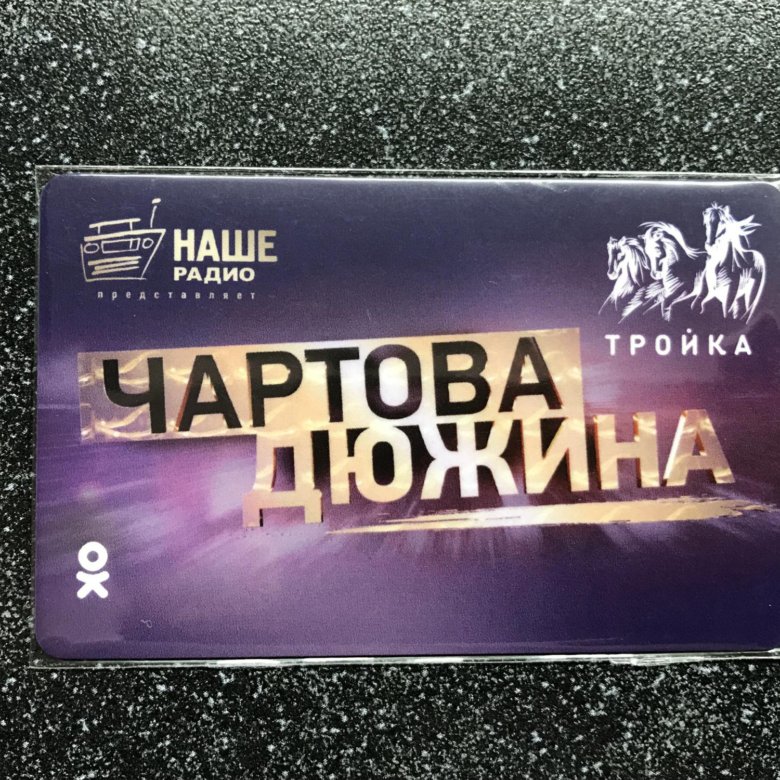 НАШЕ
РАДИО
представляет
ТРОЙКА
ЧАРТОВА
ДЮЖИНА